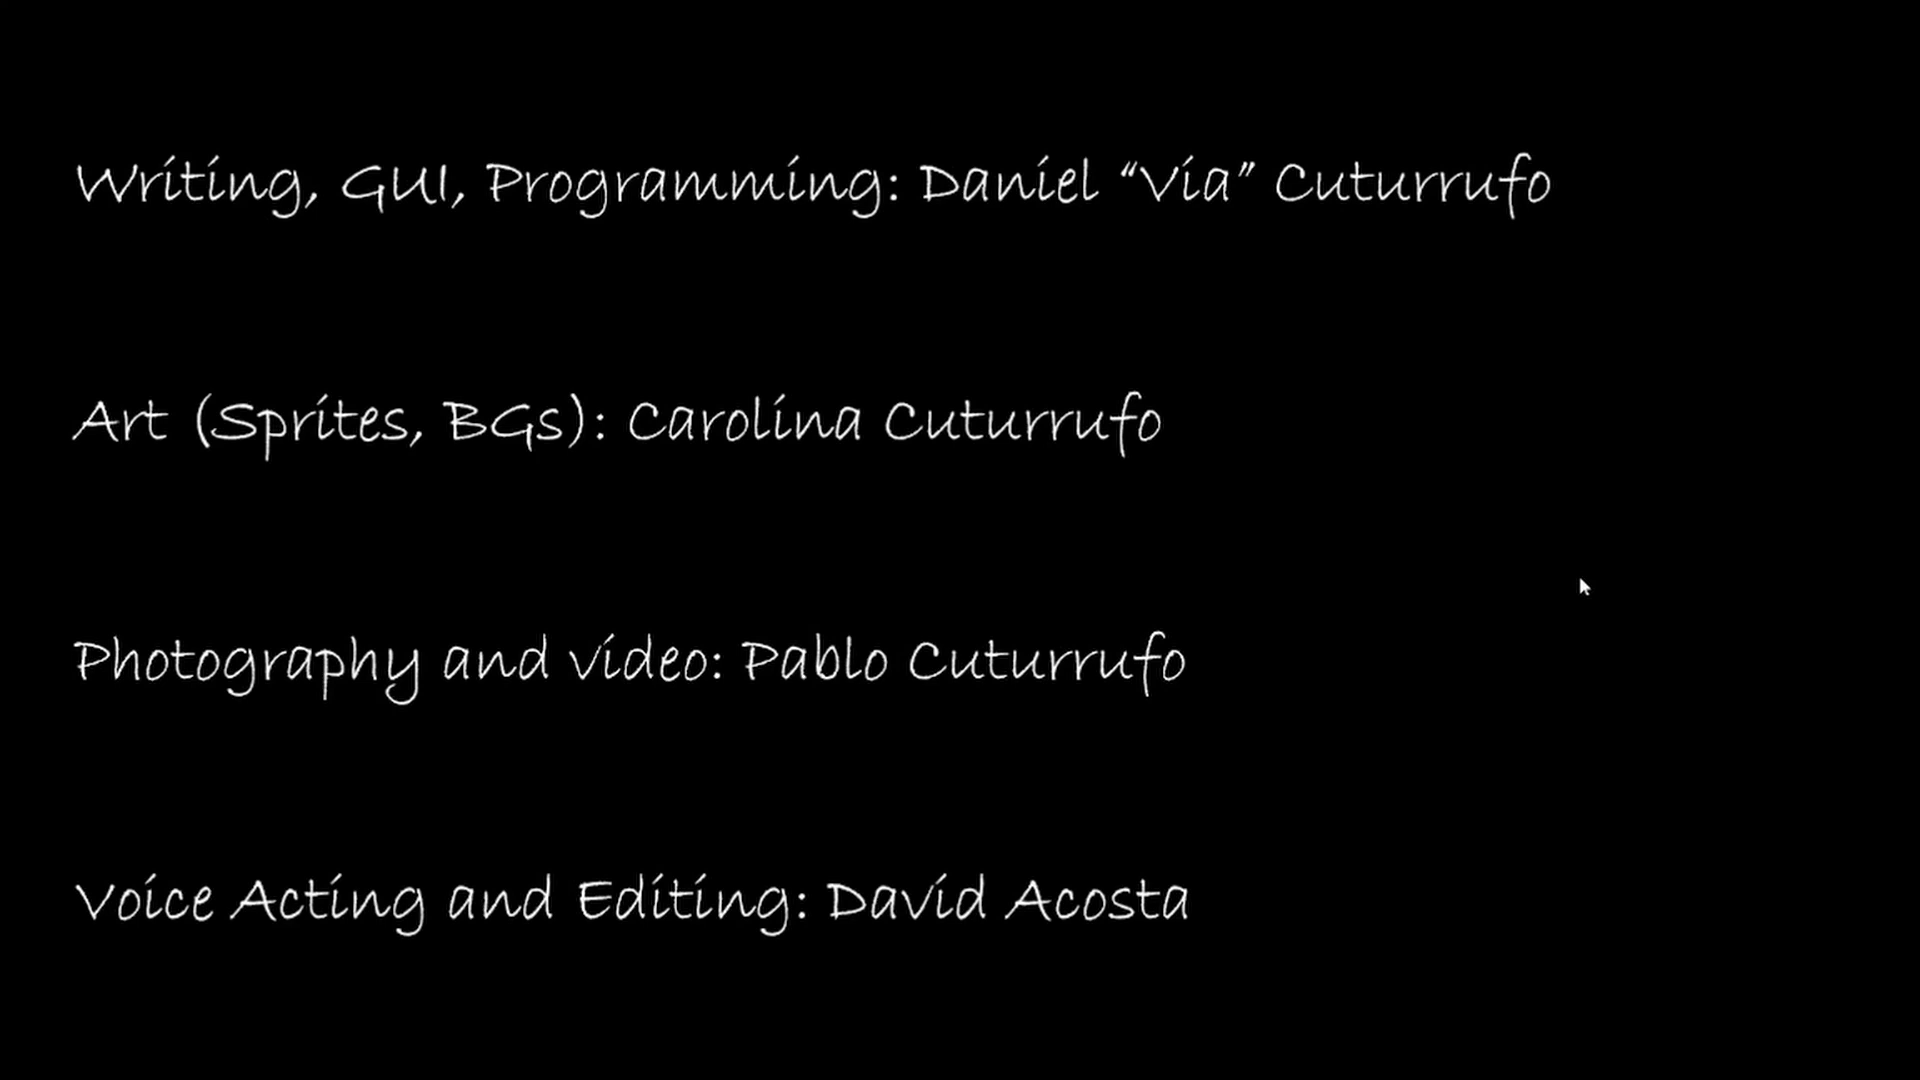 Writing, GUI, Programming: Daniel “Via” Cuturrufo
Art (Sprites, BGs): Carolina Cuturrufo
Photography and video: Pablo Cuturrufo
Voice Acting and Editing: David Acosta